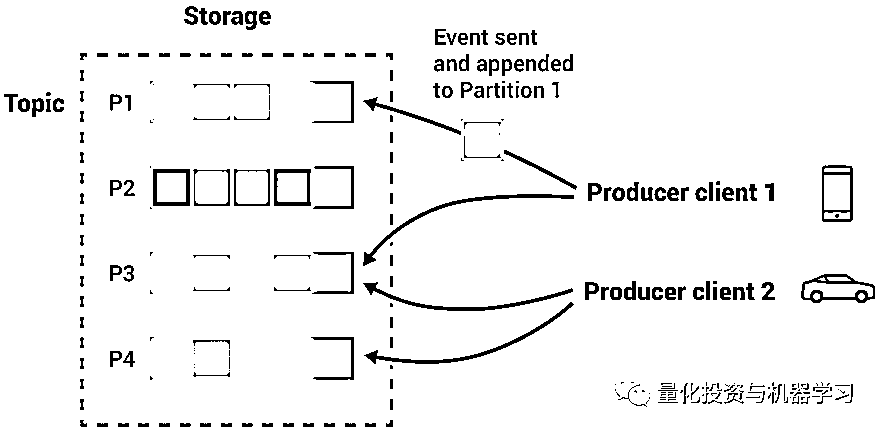 Storage
Event sent
and appended
to Partition 1
Topic
P1
P2
Producer client 1
P3
Producer client 2
P4
量化投资与机器学习